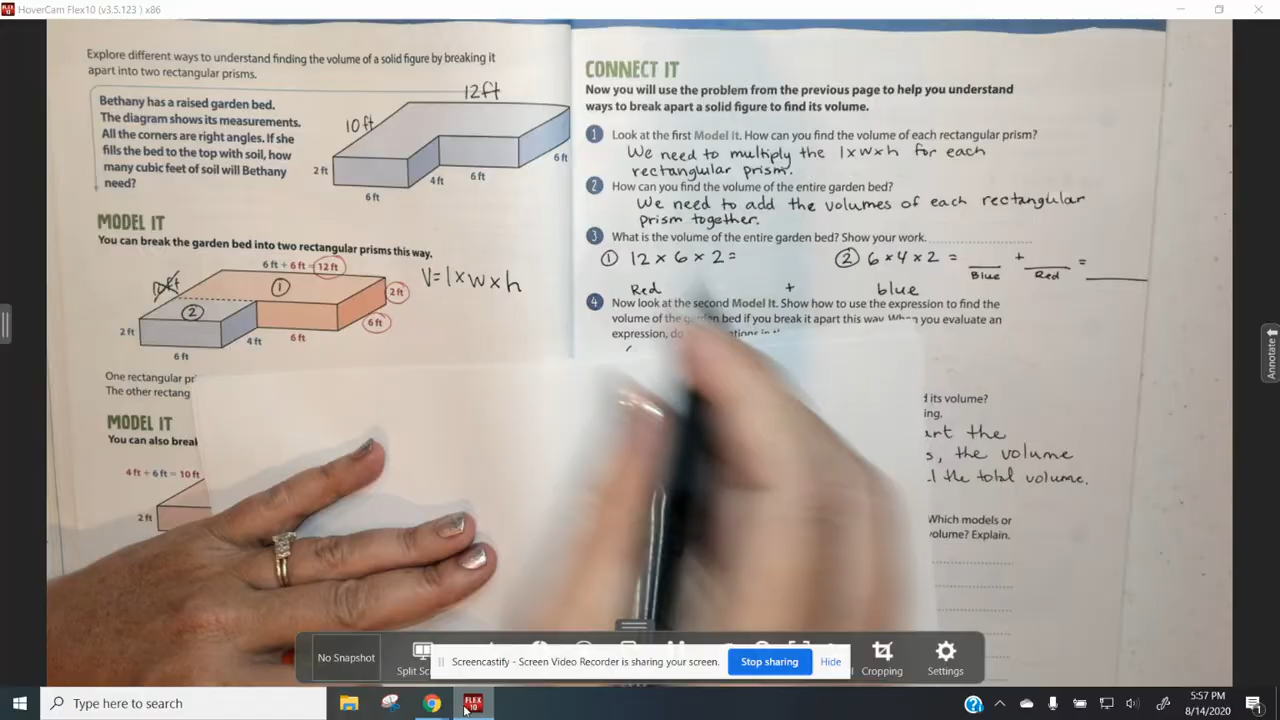 HoverCam Flex10 (v3.5.123 ) x86
Explore different ways to understand finding the volume of a solid figure by breaking it
apart into two rectangular prisms.
Bethany has a raised garden bed.
The diagram shows its measurements.
All the corners are right angles. If she
fills the bed to the top with soil, how
many cubic feet of soil will Bethany
need?
12ft
10ft
2 ft
6 ft
4 ft
6 ft
6 ft
MODEL IT
You can break the garden bed into two rectangular prisms this way.
6 ft + 6 ft = 12 ft
10ft
①
②
2 ft
6 ft
2 ft
4 ft
6 ft
6 ft
V=l×w×h
One rectangular pr
The other rectang
MODEL IT
You can also break
4 ft + 6 ft = 10 ft
2 ft
CONNECT IT
Now you will use the problem from the previous page to help you understand
ways to break apart a solid figure to find its volume.
1 Look at the first Model It. How can you find the volume of each rectangular prism?
We need to multiply the l×w×h for each
rectangular prism.
2 How can you find the volume of the entire garden bed?
We need to add the volumes of each rectangular
prism together.
3 What is the volume of the entire garden bed? Show your work.
① 12 × 6 × 2 = ② 6 × 4 × 2 = ___ + ___ = ___
Blue Red
Red + blue
4 Now look at the second Model It. Show how to use the expression to find the
volume of the garden bed if you break it apart this way. When you evaluate an
expression, do
d its volume?
ing.
art the
s, the volume
l the total volume.
Which models or
volume? Explain.
Annotate
No Snapshot
Split Sc
Screencastify - Screen Video Recorder is sharing your screen.
Stop sharing
Hide
Cropping
Settings
Type here to search
FLEX
10
5:57 PM
8/14/2020